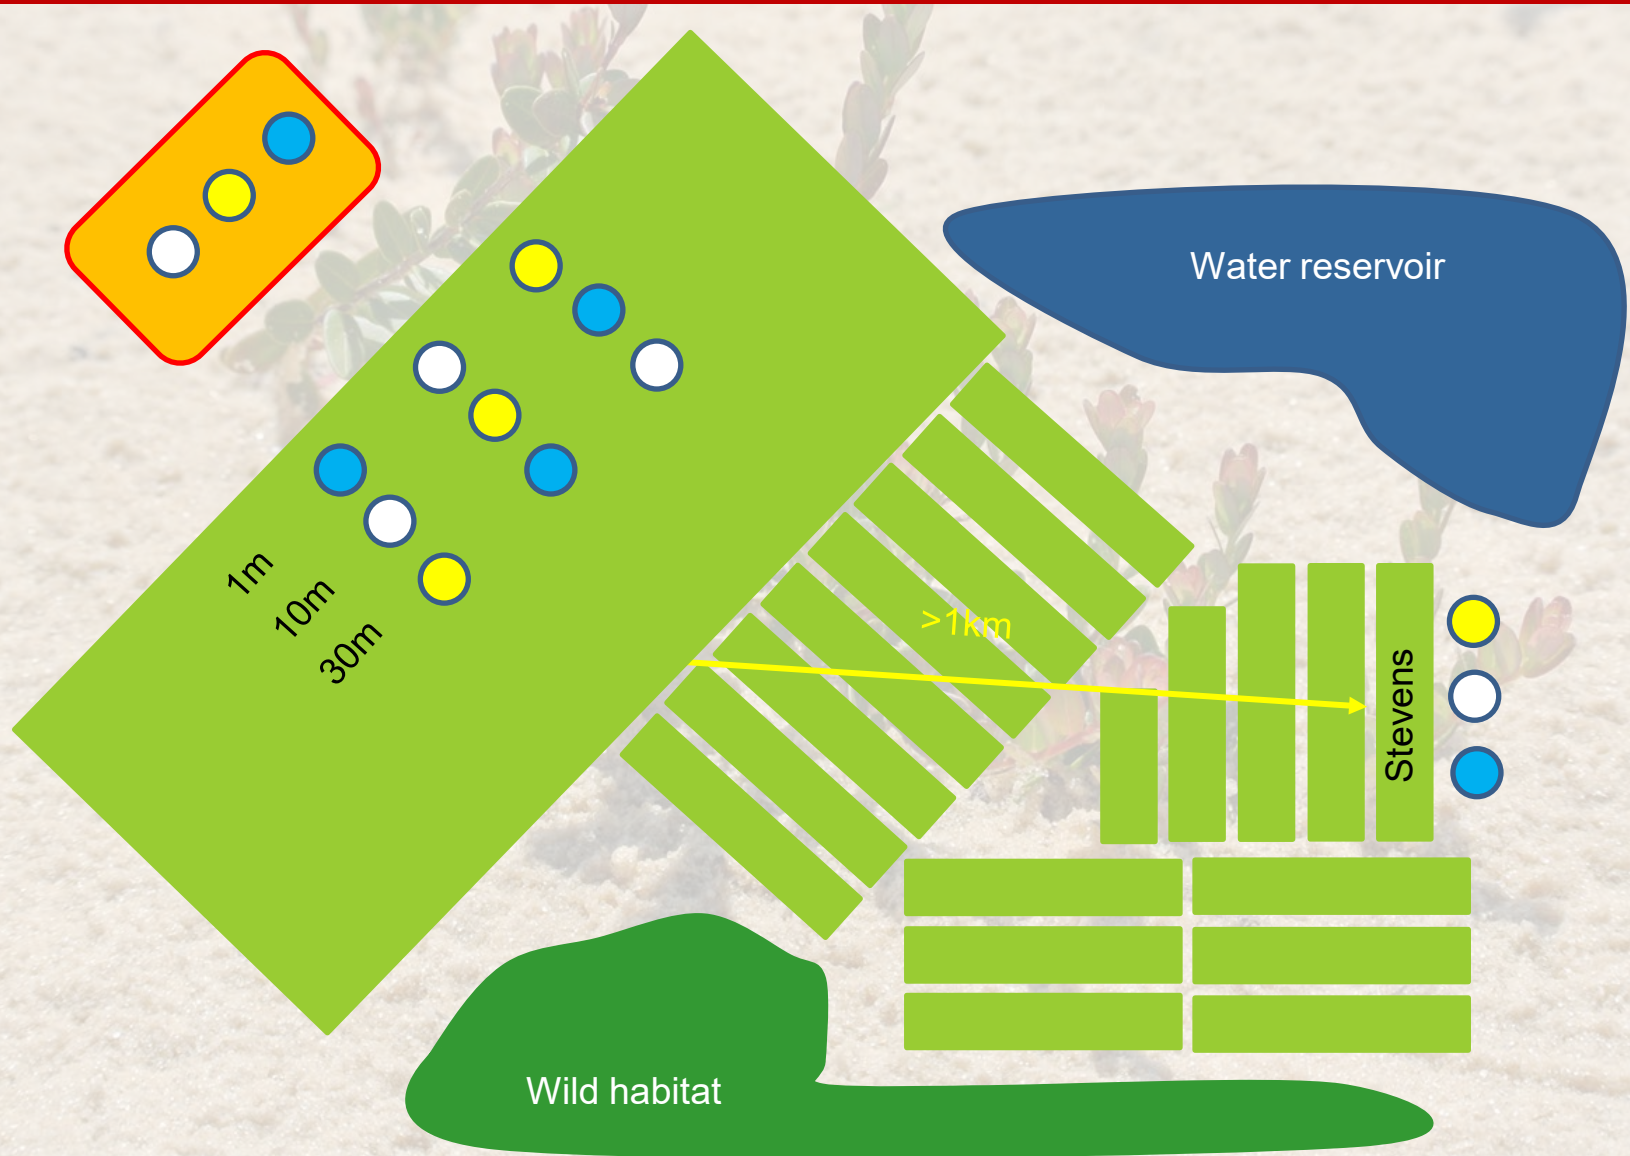 Water reservoir
1m
10m
30m
>1km
Stevens
Wild habitat